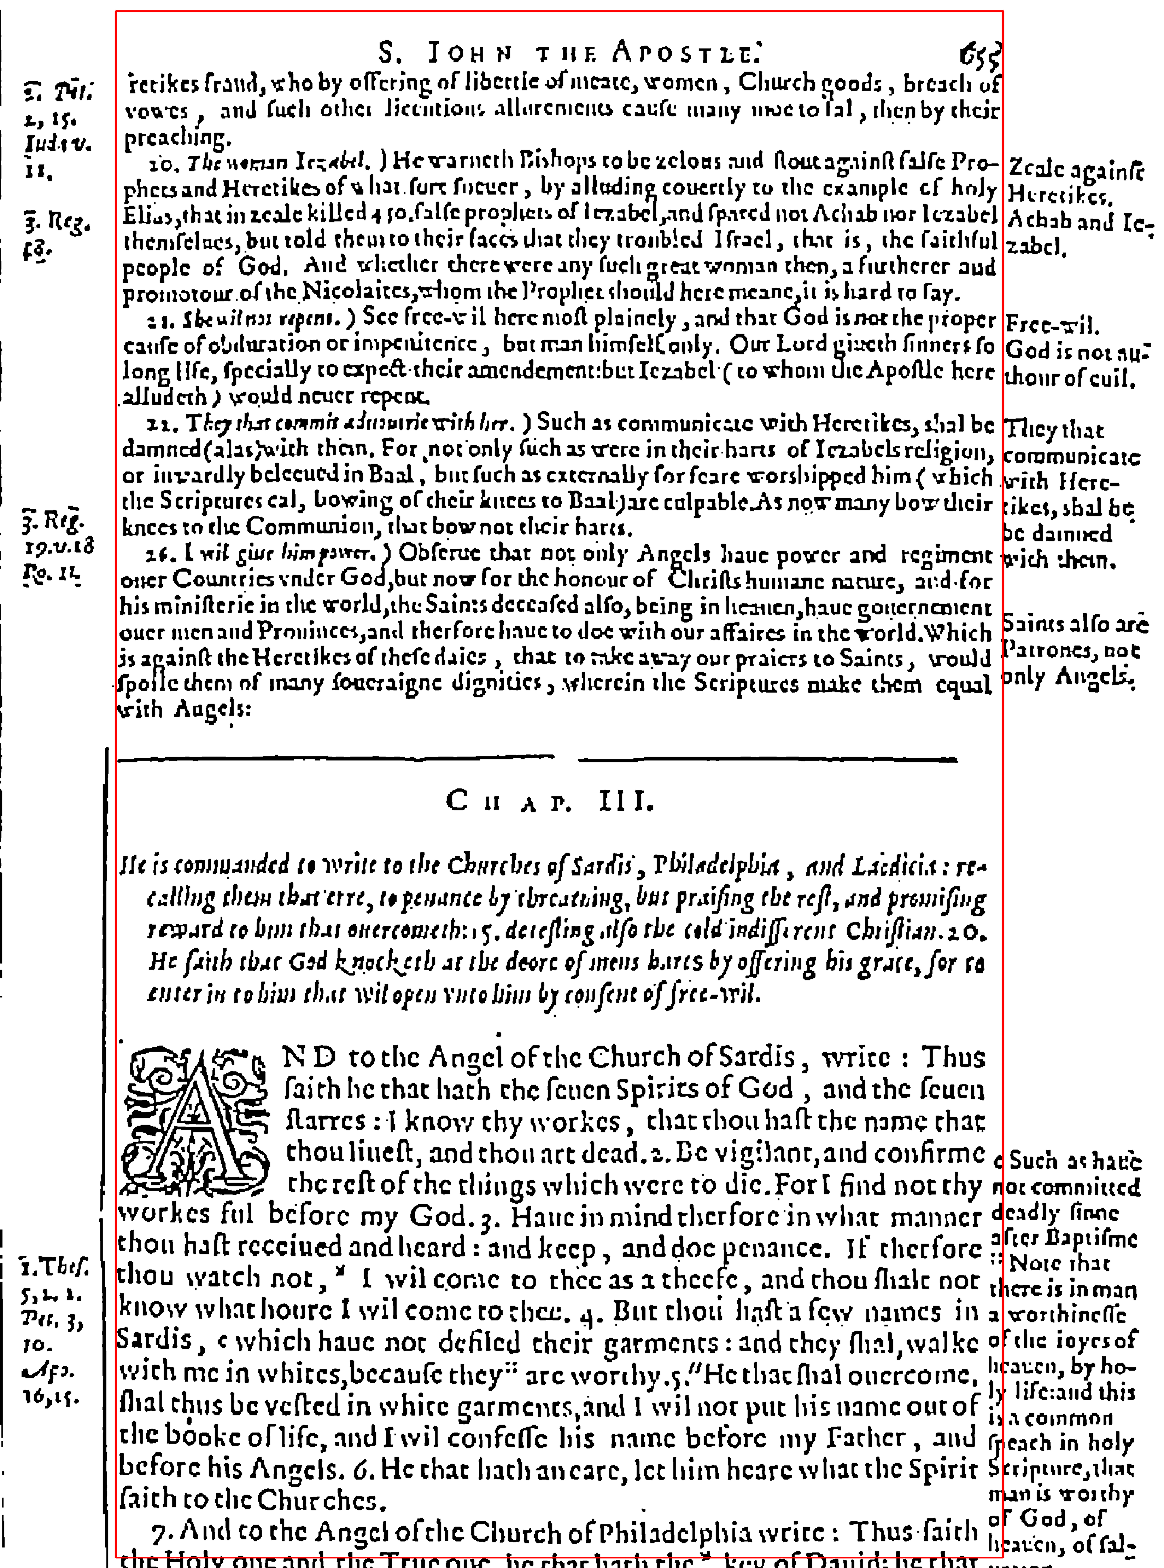 S. IOHN THE APOSTLE. 653
retikes fraud, who by offering of libertie of meate, women, Church goods, breach of
vowes, and such other licentious allurements cause many moe to fal, then by their
preaching.
20. The woman Iezabel. ) He warneth Bishops to be zelous and stout against false Pro-
phets and Heretikes of what sort soeuer, by alluding couertly to the example of holy
Elias, that in zeale killed 450. false prophets of Iezabel, and spared not Achab nor Iezabel
themselues, but told them to their faces that they troubled Israel, that is, the faithful
people of God. And whether there were any such great woman then, a furtherer and
promotour of the Nicolaites, whom the Prophet should here meane, it is hard to say.
21. She wil not repent. ) See free-wil here most plainely, and that God is not the proper
cause of obduration or impenitence, but man himself only. Our Lord giueth sinners so
long life, specially to expect their amendement: but Iezabel ( to whom the Apostle here
alludeth ) would neuer repent.
22. They that commit aduoutrie with her. ) Such as communicate with Heretikes, shal be
damned (alas) with them. For not only such as were in their harts of Iezabels religion,
or inwardly beleeued in Baal, but such as externally for feare worshipped him ( which
the Scriptures cal, bowing of their knees to Baal) are culpable. As now many bow their
knees to the Communion, that bow not their harts.
26. I wil giue him power. ) Obserue that not only Angels haue power and regiment
ouer Countries vnder God, but now for the honour of Christs humane nature, and for
his ministerie in the world, the Saints deceased also, being in heauen, haue gouernement
ouer men and Prouinces, and therfore haue to doe with our affaires in the world. Which
is against the Heretikes of these daies, that to take away our praiers to Saints, would
spoile them of many soueraigne dignities, wherein the Scriptures make them equal
with Angels:
2. Pet.
2, 15.
Iud. v.
11.
3. Reg.
18.
3. Reg.
19. v. 18
Ro. 11.
Zeale against
Heretikes.
Achab and Ie-
zabel.
Free-wil.
God is not au-
thour of euil.
They that
communicate
with Here-
tikes, shal be
be damned
with them.
Saints also are
Patrones, not
only Angels.
CHAP. III.
He is commanded to write to the Churches of Sardis, Philadelphia, and Laodicia: re-
calling them that erre, to penance by threatning, but praising the rest, and promising
reward to him that ouercometh: 15. detesting also the cold indifferent Christian. 20.
He saith that God knocketh at the doore of mens harts by offering his grace, for to
enter in to him that wil open vnto him by consent of free-wil.
AND to the Angel of the Church of Sardis, write: Thus
saith he that hath the seuen Spirits of God, and the seuen
starres: I know thy workes, that thou hast the name that
thou liuest, and thou art dead. 2. Be vigilant, and confirme
the rest of the things which were to die. For I find not thy
workes ful before my God. 3. Haue in mind therfore in what manner
thou hast receiued and heard: and keep, and doe penance. If therfore
thou watch not, * I wil come to thee as a theefe, and thou shalt not
know what houre I wil come to thee. 4. But thou hast a few names in
Sardis, c which haue not defiled their garments: and they shal walke
with me in whites, because they :: are worthy. 5. " He that shal ouercome,
shal thus be vested in white garments, and I wil not put his name out of
the booke of life, and I wil confesse his name before my Father, and
before his Angels. 6. He that hath an eare, let him heare what the Spirit
saith to the Churches.
7. And to the Angel of the Church of Philadelphia write: Thus saith
the Holy one and the True one, he that hath the * key of Dauid: he that
1. Thes.
5, 2. 2.
Pet. 3,
10.
Apo.
16, 15.
c Such as haue
not committed
deadly sinne
after Baptisme
:: Note that
there is in man
a worthinesse
of the ioyes of
heauen, by ho-
ly life: and this
is a common
speach in holy
Scripture, that
man is worthy
of God, of
heauen, of sal-